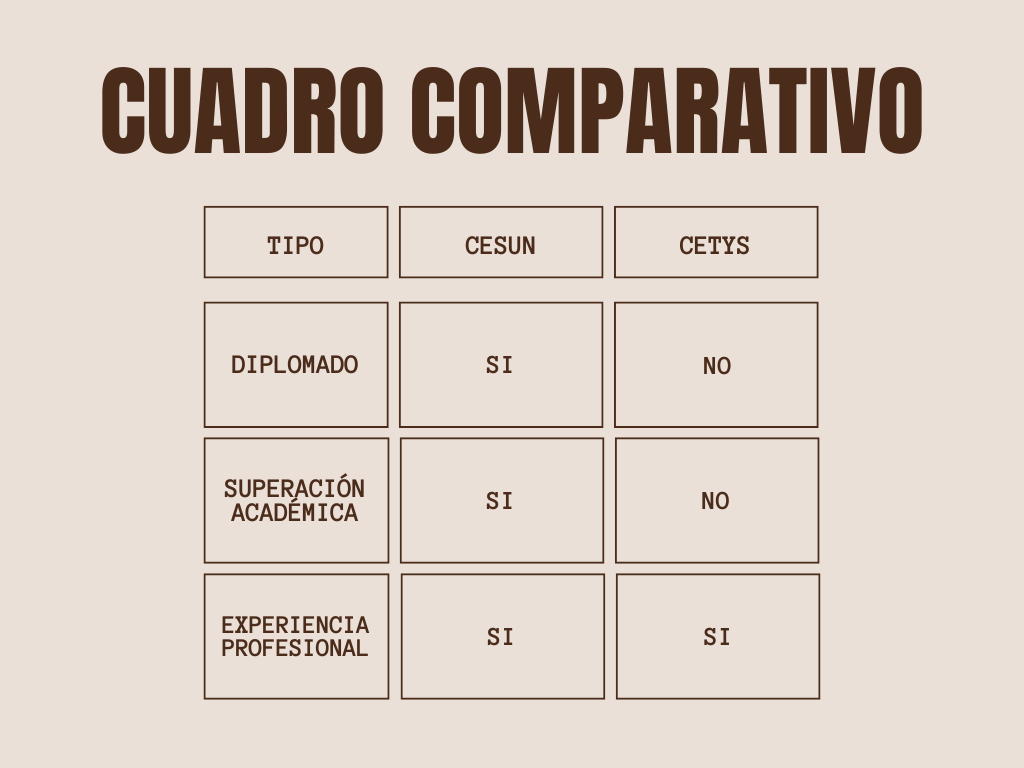 CUADRO COMPARATIVO
TIPO CESUN CETYS
DIPLOMADO SI NO
SUPERACIÓN
ACADÉMICA SI NO
EXPERIENCIA
PROFESIONAL SI SI